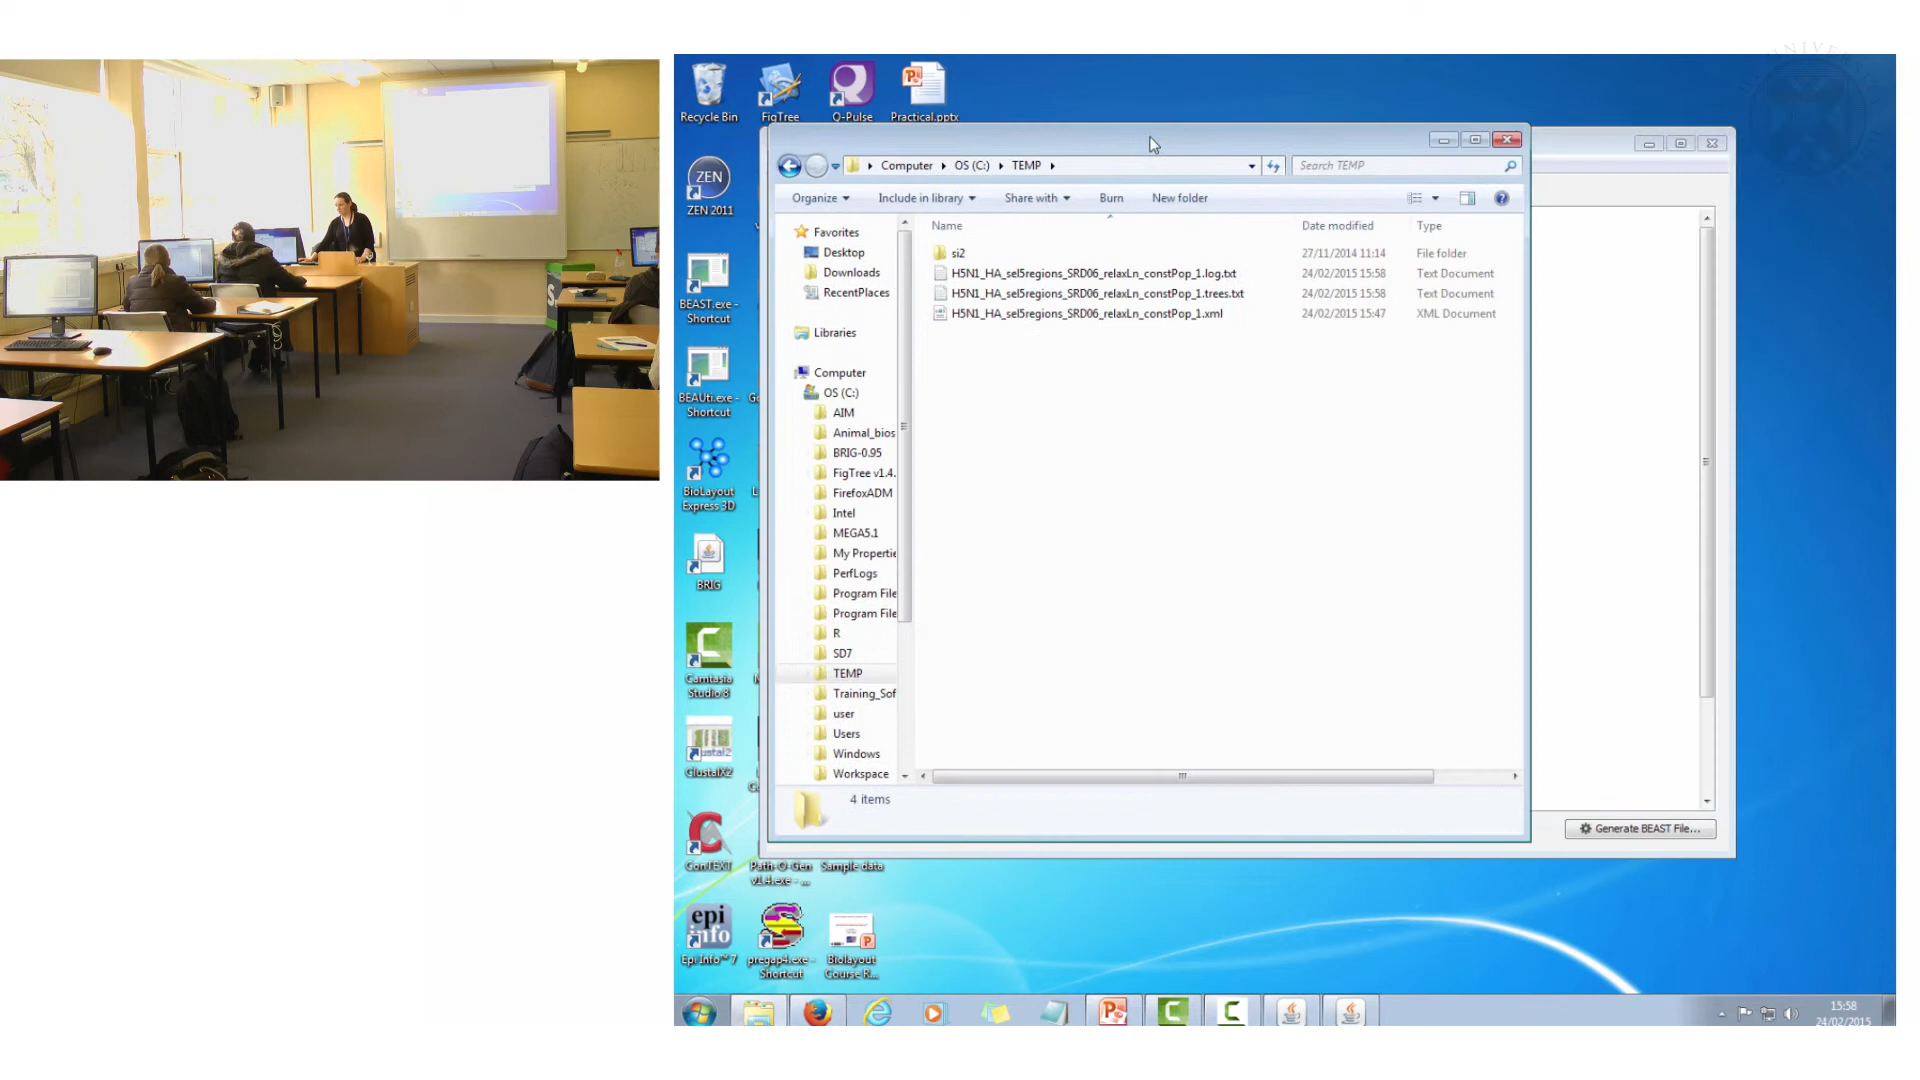 UNIVE
Recycle Bin
FigTree
Q-Pulse
Practical.pptx
ZEN
ZEN 2011
BEAST.exe -
Shortcut
BEAUti.exe -
Shortcut
BioLayout
Express 3D
BRIG
Camtasia
Studio 8
ClustalX2
ConTEXT
Path-O-Gen
v1.4.exe - ...
Sample data
epi
info
Epi Info™ 7
pregap4.exe -
Shortcut
Biolayout
Course R...
Computer
OS (C:)
TEMP
Search TEMP
Organize
Include in library
Share with
Burn
New folder
Favorites
Desktop
Downloads
RecentPlaces
Libraries
Computer
OS (C:)
AIM
Animal_bios
BRIG-0.95
FigTree v1.4.
FirefoxADM
Intel
MEGA5.1
My Propertie
PerfLogs
Program File
Program File
R
SD7
TEMP
Training_Sof
user
Users
Windows
Workspace
Name Date modified Type
si2 27/11/2014 11:14 File folder
H5N1_HA_sel5regions_SRD06_relaxLn_constPop_1.log.txt 24/02/2015 15:58 Text Document
H5N1_HA_sel5regions_SRD06_relaxLn_constPop_1.trees.txt 24/02/2015 15:58 Text Document
H5N1_HA_sel5regions_SRD06_relaxLn_constPop_1.xml 24/02/2015 15:47 XML Document
4 items
Generate BEAST File...
15:58
24/02/2015